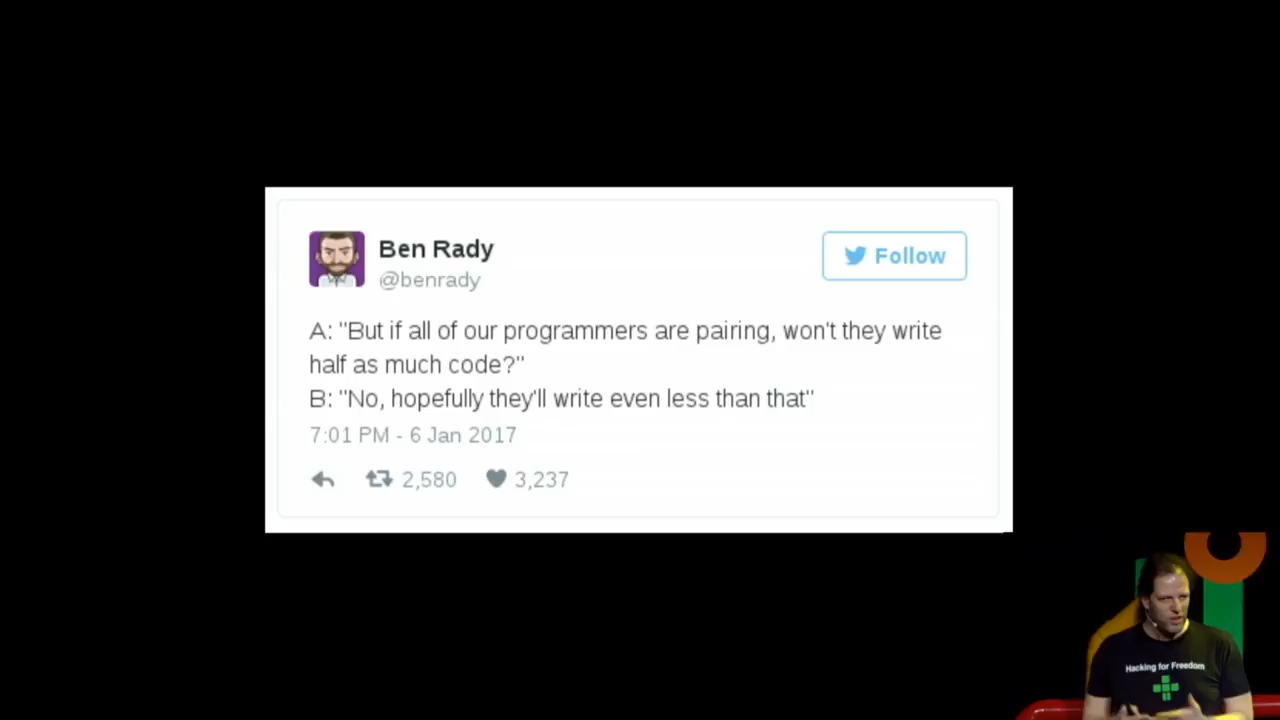 Ben Rady
@benrady
Follow
A: "But if all of our programmers are pairing, won't they write
half as much code?"
B: "No, hopefully they'll write even less than that"
7:01 PM - 6 Jan 2017
2,580 3,237
Hacking for Freedom